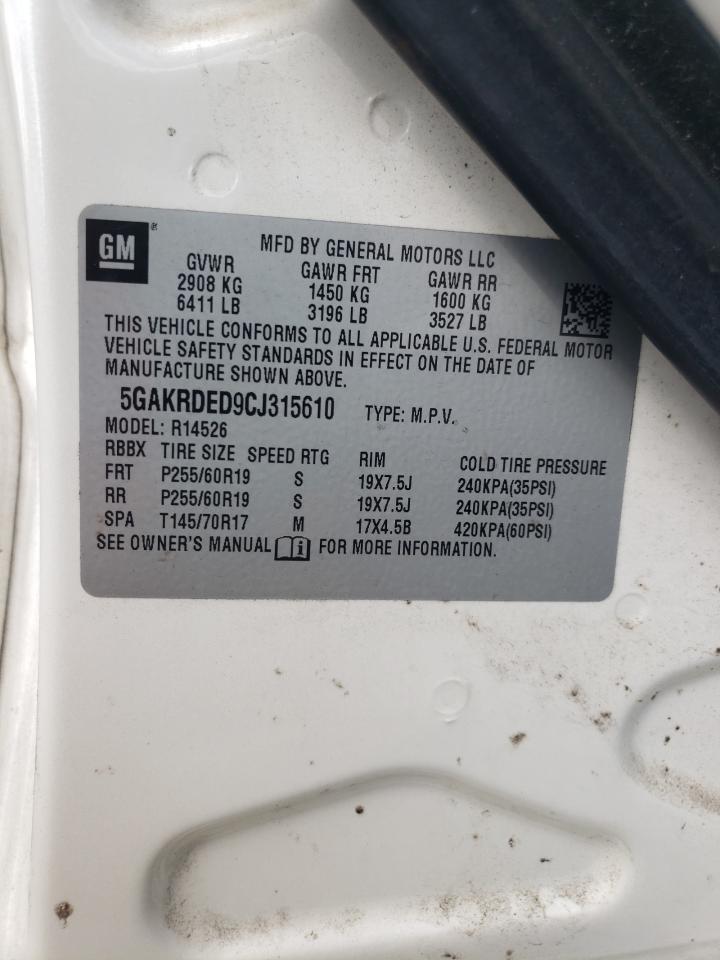 GM ®
MFD BY GENERAL MOTORS LLC
GVWR GAWR FRT GAWR RR
2908 KG 1450 KG 1600 KG
6411 LB 3196 LB 3527 LB
THIS VEHICLE CONFORMS TO ALL APPLICABLE U.S. FEDERAL MOTOR
VEHICLE SAFETY STANDARDS IN EFFECT ON THE DATE OF
MANUFACTURE SHOWN ABOVE.
5GAKRDED9CJ315610 TYPE: M.P.V.
MODEL: R14526
RBBX TIRE SIZE SPEED RTG RIM COLD TIRE PRESSURE
FRT P255/60R19 S 19X7.5J 240KPA(35PSI)
RR P255/60R19 S 19X7.5J 240KPA(35PSI)
SPA T145/70R17 M 17X4.5B 420KPA(60PSI)
SEE OWNER'S MANUAL i FOR MORE INFORMATION.